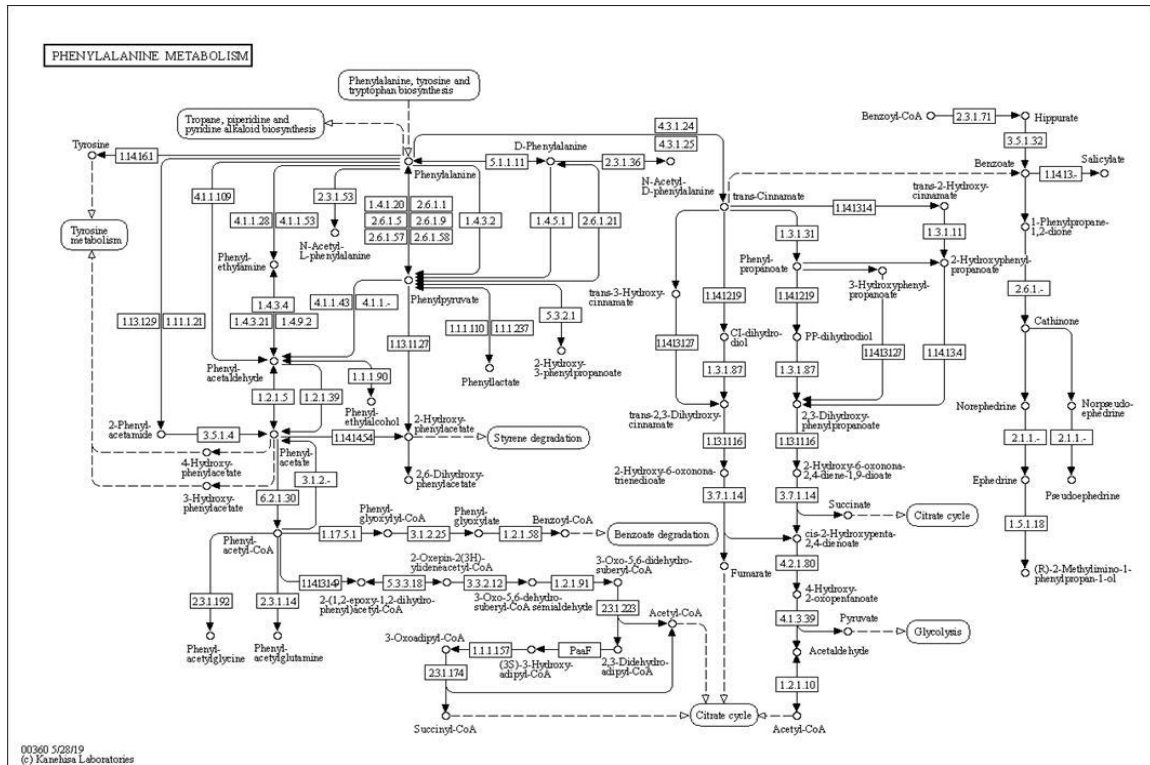 PHENYLALANINE METABOLISM
Phenylalanine, tyrosine and
tryptophan biosynthesis
Tropane, piperidine and
pyridine alkaloid biosynthesis
Tyrosine
1.14.16.1
Phenylalanine
5.1.1.11
D-Phenylalanine
2.3.1.36
N-Acetyl-
D-phenylalanine
4.3.1.24
4.3.1.25
Benzoyl-CoA
2.3.1.71
Hippurate
3.5.1.32
Benzoate
1.14.13.-
Salicylate
trans-Cinnamate
trans-2-Hydroxy-
cinnamate
1.14.13.14
Tyrosine
metabolism
4.1.1.109
4.1.1.28
4.1.1.53
2.3.1.53
N-Acetyl-
L-phenylalanine
1.4.1.20
2.6.1.1
2.6.1.5
2.6.1.9
2.6.1.57
2.6.1.58
1.4.3.2
1.4.5.1
2.6.1.21
1.3.1.31
1.3.1.11
1-Phenylpropane-
1,2-dione
Phenyl-
ethylamine
Phenyl-
propanoate
2-Hydroxyphenyl-
propanoate
3-Hydroxyphenyl-
propanoate
Phenylpyruvate
trans-3-Hydroxy-
cinnamate
1.14.12.19
1.14.12.19
2.6.1.-
1.13.12.9
1.11.1.21
1.4.3.4
1.4.3.21
1.4.9.2
4.1.1.43
4.1.1.-
1.13.11.27
1.1.1.110
1.1.1.237
5.3.2.1
Phenyllactate
2-Hydroxy-
3-phenylpropanoate
1.14.13.127
CI-dihydro-
diol
PP-dihydrodiol
1.14.13.127
1.14.13.4
Cathinone
Phenyl-
acetaldehyde
1.1.1.90
Phenyl-
ethylalcohol
1.2.1.5
1.2.1.39
1.3.1.87
1.3.1.87
trans-2,3-Dihydroxy-
cinnamate
2,3-Dihydroxy-
phenylpropanoate
Norephedrine
Norpseudo-
ephedrine
2-Phenyl-
acetamide
3.5.1.4
Phenyl-
acetate
1.14.14.54
2-Hydroxy-
phenylacetate
Styrene degradation
1.13.11.16
1.13.11.16
2.1.1.-
2.1.1.-
4-Hydroxy-
phenylacetate
3-Hydroxy-
phenylacetate
3.1.2.-
6.2.1.30
2,6-Dihydroxy-
phenylacetate
2-Hydroxy-6-oxonona-
trienedioate
2-Hydroxy-6-oxonona-
2,4-diene-1,9-dioate
Ephedrine
Pseudoephedrine
3.7.1.14
3.7.1.14
Succinate
Citrate cycle
1.5.1.18
Phenyl-
acetyl-CoA
1.17.5.1
Phenyl-
glyoxylyl-CoA
3.1.2.25
Phenyl-
glyoxylate
1.2.1.58
Benzoyl-CoA
Benzoate degradation
cis-2-Hydroxypenta-
2,4-dienoate
Fumarate
4.2.1.80
(R)-2-Methylimino-1-
phenylpropan-1-ol
1.14.13.149
2-Oxepin-2(3H)-
ylideneacetyl-CoA
5.3.3.18
2-(1,2-epoxy-1,2-dihydro-
phenyl)acetyl-CoA
3.3.2.12
3-Oxo-5,6-dehydro-
suberyl-CoA semialdehyde
1.2.1.91
3-Oxo-5,6-didehydro-
suberyl-CoA
4-Hydroxy-
2-oxopentanoate
2.3.1.192
2.3.1.14
2.3.1.223
Acetyl-CoA
4.1.3.39
Pyruvate
Glycolysis
Acetaldehyde
Phenyl-
acetylglycine
Phenyl-
acetylglutamine
3-Oxoadipyl-CoA
1.1.1.157
(3S)-3-Hydroxy-
adipyl-CoA
PaaF
2,3-Didehydro-
adipyl-CoA
2.3.1.174
1.2.1.10
Succinyl-CoA
Citrate cycle
Acetyl-CoA
00360 5/28/19
(c) Kanehisa Laboratories